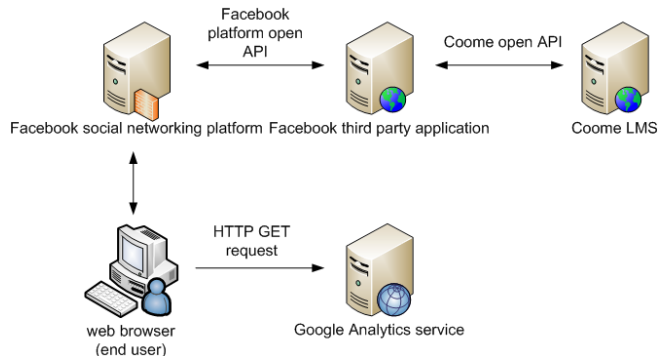 Facebook
platform open
API
Coome open API
Facebook social networking platform
Facebook third party application
Coome LMS
HTTP GET
request
web browser
(end user)
Google Analytics service